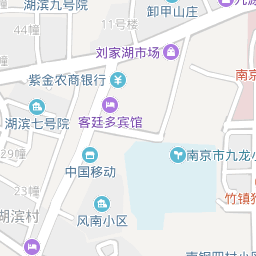 湖滨九号院
11号楼
卸甲山庄
44幢
刘家湖市场
紫金农商银行
湖滨七号院
客廷多宾馆
南京市九龙小
29幢
中国移动
23幢
竹镇
湖滨村
风南小区